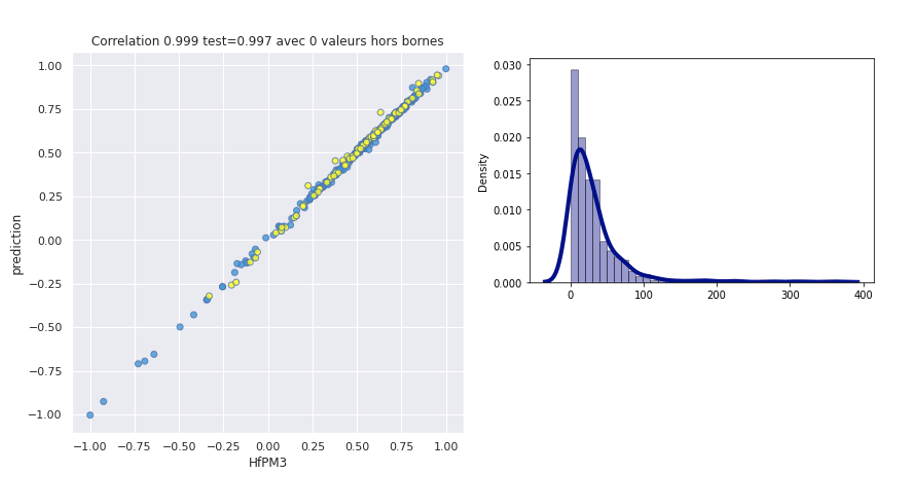 Correlation 0.999 test=0.997 avec 0 valeurs hors bornes
1.00
0.75
0.50
0.25
0.00
−0.25
−0.50
−0.75
−1.00
prediction
−1.00 −0.75 −0.50 −0.25 0.00 0.25 0.50 0.75 1.00
HfPM3
0.030
0.025
0.020
0.015
0.010
0.005
0.000
Density
0 100 200 300 400